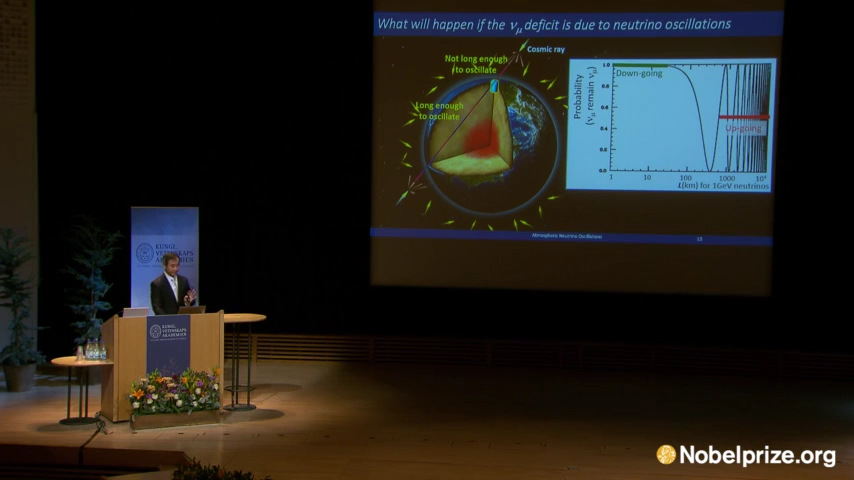 What will happen if the νμ deficit is due to neutrino oscillations
Cosmic ray
Not long enough
to oscillate
Long enough
to oscillate
Probability
(νμ remain νμ)
1.0
0.8
0.6
0.4
0.2
0.0
Down-going
Up-going
1
10
100
1000
10⁴
L(km) for 1GeV neutrinos
Atmospheric Neutrino Oscillations
13
KUNGL.
VETENSKAPS
AKADEMIEN
KUNGL.
VETENSKAPS
AKADEMIEN
Nobelprize.org